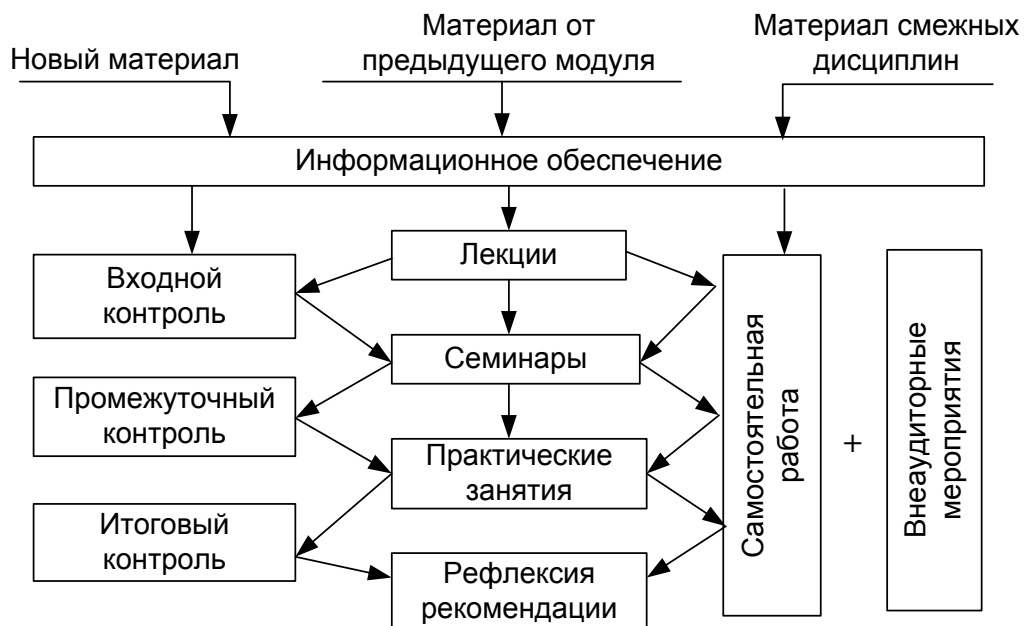 Новый материал
Материал от
предыдущего модуля
Материал смежных
дисциплин
Информационное обеспечение
Входной
контроль
Лекции
Семинары
Промежуточный
контроль
Практические
занятия
Итоговый
контроль
Рефлексия
рекомендации
Самостоятельная
работа
+
Внеаудиторные
мероприятия